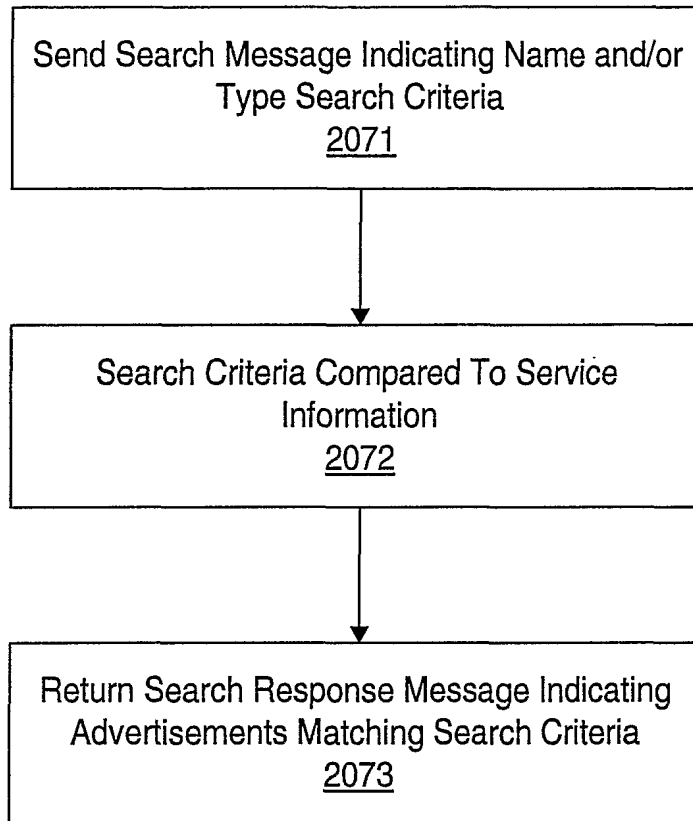 Send Search Message Indicating Name and/or
Type Search Criteria
2071
Search Criteria Compared To Service
Information
2072
Return Search Response Message Indicating
Advertisements Matching Search Criteria
2073